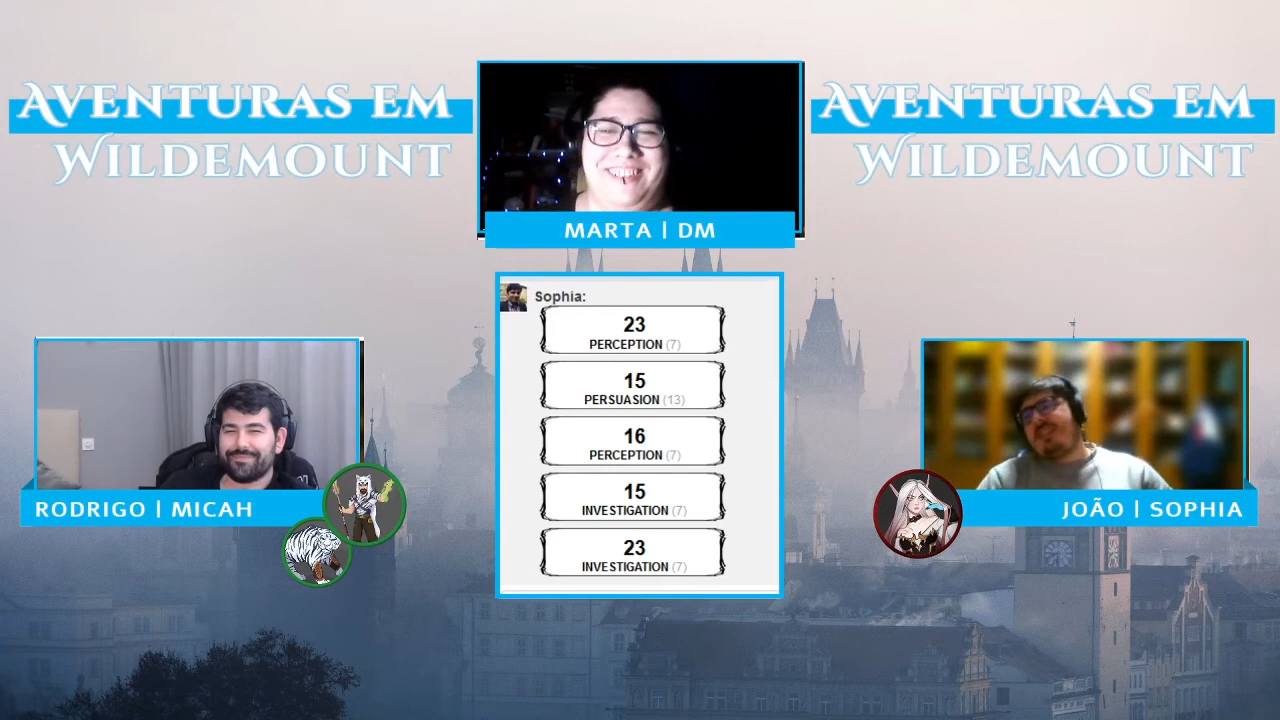 AVENTURAS EM
WILDEMOUNT
AVENTURAS EM
WILDEMOUNT
MARTA | DM
Sophia:
23
PERCEPTION (7)
15
PERSUASION (13)
16
PERCEPTION (7)
15
INVESTIGATION (7)
23
INVESTIGATION (7)
RODRIGO | MICAH
JOÃO | SOPHIA